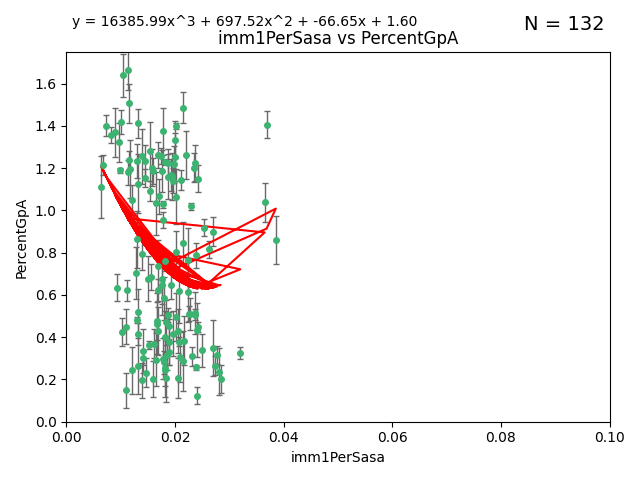 y = 16385.99x^3 + 697.52x^2 + -66.65x + 1.60
N = 132
imm1PerSasa vs PercentGpA
1.6
1.4
1.2
1.0
0.8
0.6
0.4
0.2
0.0
PercentGpA
0.00 0.02 0.04 0.06 0.08 0.10
imm1PerSasa